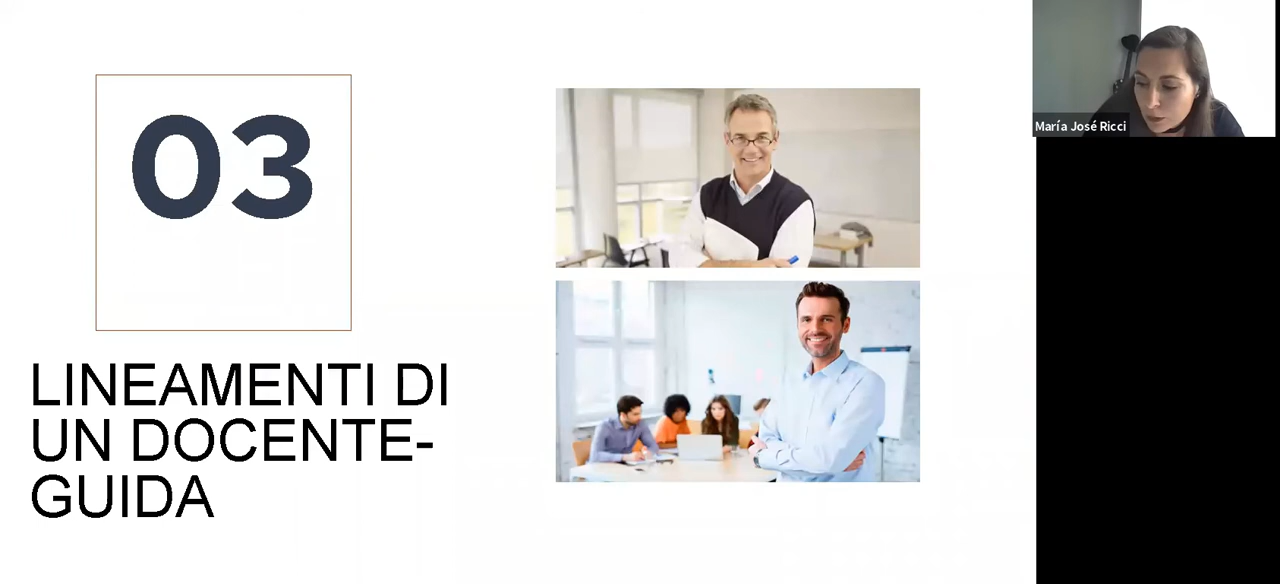 03
LINEAMENTI DI
UN DOCENTE-
GUIDA
María José Ricci